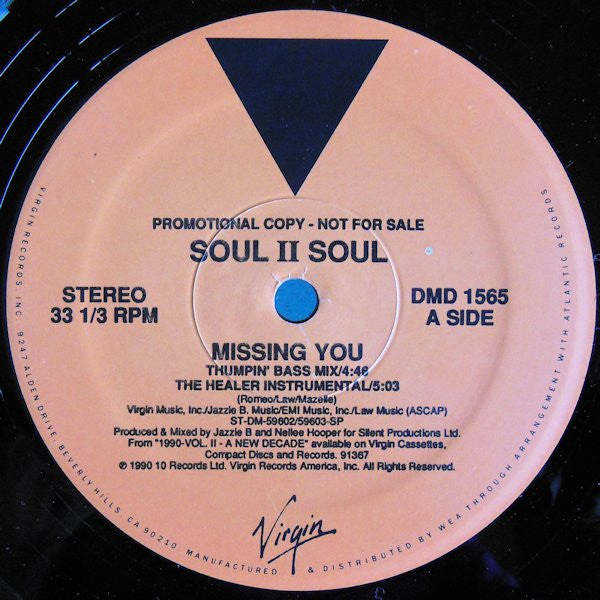 PROMOTIONAL COPY - NOT FOR SALE
SOUL II SOUL
STEREO
33 1/3 RPM
DMD 1565
A SIDE
MISSING YOU
THUMPIN' BASS MIX/4:46
THE HEALER INSTRUMENTAL/5:03
(Romeo/Law/Mazelle)
Virgin Music, Inc./Jazzie B. Music/EMI Music, Inc./Law Music (ASCAP)
ST-DM-59602/59603-SP
Produced & Mixed by Jazzie B and Nellee Hooper for Silent Productions Ltd.
From "1990-VOL. II - A NEW DECADE" available on Virgin Cassettes,
Compact Discs and Records. 91367
℗ 1990 10 Records Ltd. Virgin Records America, Inc. All Rights Reserved.
Virgin
VIRGIN RECORDS, INC. 9247 ALDEN DRIVE, BEVERLY HILLS, CA 90210 MANUFACTURED & DISTRIBUTED BY WEA THROUGH ARRANGEMENT WITH ATLANTIC RECORDS